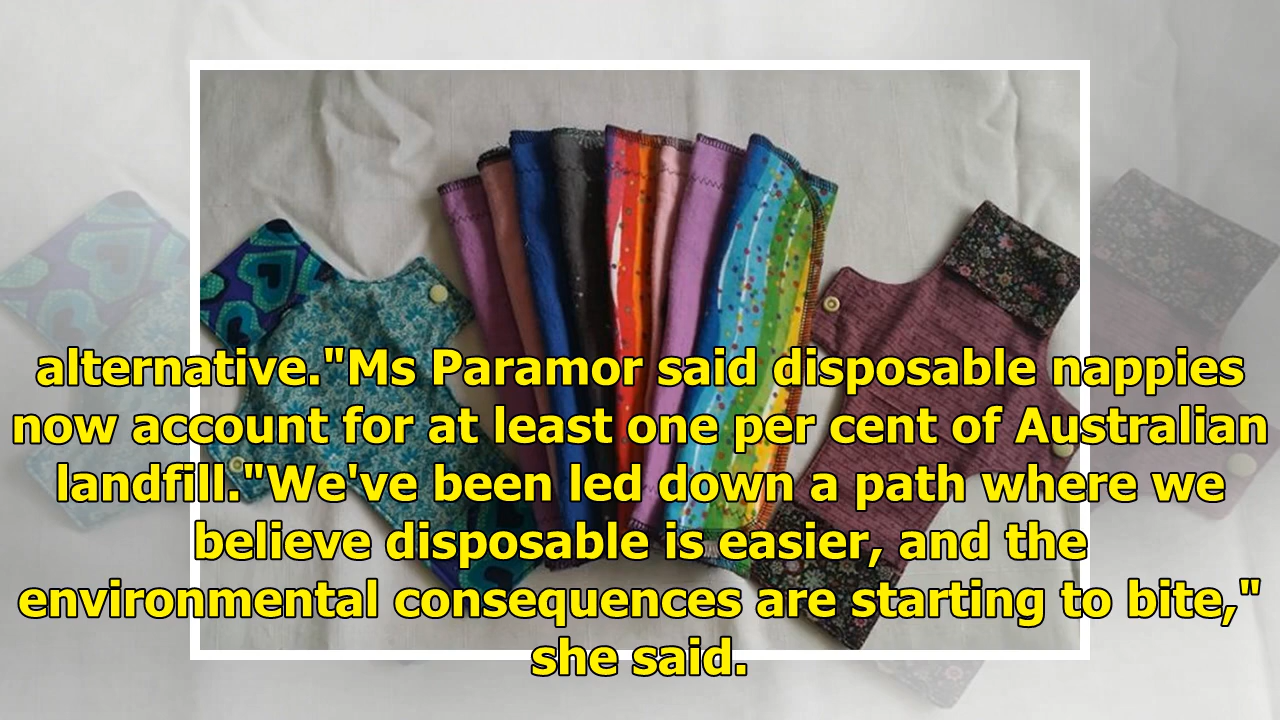 alternative."Ms Paramor said disposable nappies
now account for at least one per cent of Australian
landfill."We've been led down a path where we
believe disposable is easier, and the
environmental consequences are starting to bite,"
she said.